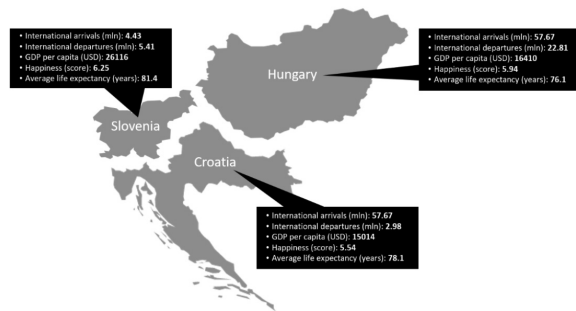 • International arrivals (mln): 4.43
• International departures (mln): 5.41
• GDP per capita (USD): 26116
• Happiness (score): 6.25
• Average life expectancy (years): 81.4
• International arrivals (mln): 57.67
• International departures (mln): 22.81
• GDP per capita (USD): 16410
• Happiness (score): 5.94
• Average life expectancy (years): 76.1
Hungary
Slovenia
Croatia
• International arrivals (mln): 57.67
• International departures (mln): 2.98
• GDP per capita (USD): 15014
• Happiness (score): 5.54
• Average life expectancy (years): 78.1